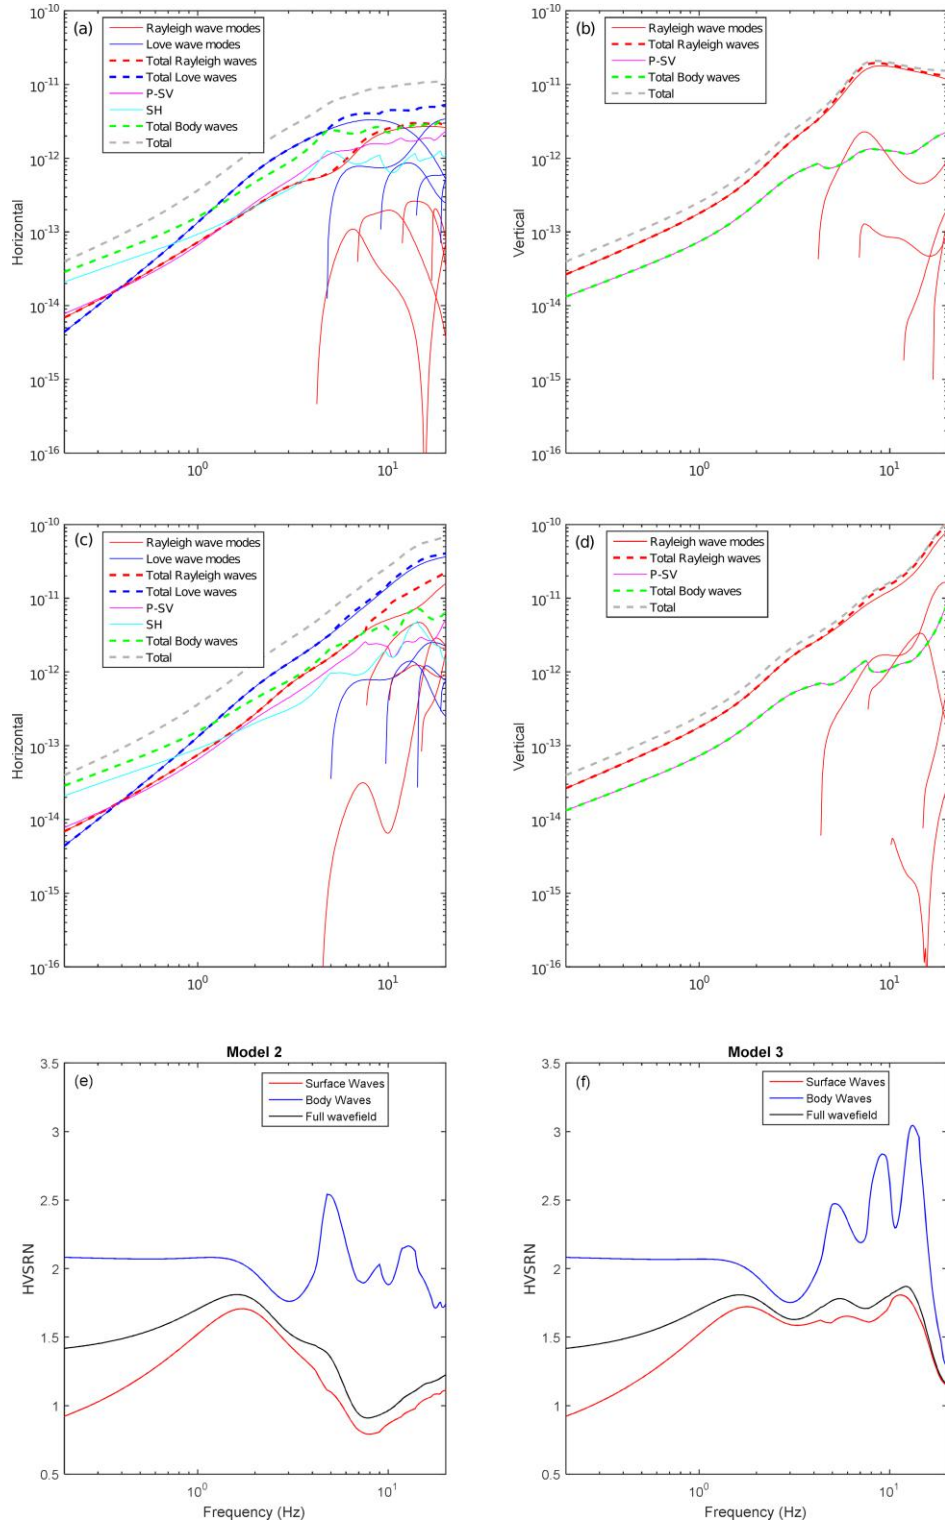 (a)
Rayleigh wave modes
Love wave modes
Total Rayleigh waves
Total Love waves
P-SV
SH
Total Body waves
Total
10^-10
10^-11
10^-12
10^-13
10^-14
10^-15
10^-16
Horizontal
10^0
10^1
(b)
Rayleigh wave modes
Total Rayleigh waves
P-SV
Total Body waves
Total
10^-10
10^-11
10^-12
10^-13
10^-14
10^-15
10^-16
Vertical
10^0
10^1
(c)
Rayleigh wave modes
Love wave modes
Total Rayleigh waves
Total Love waves
P-SV
SH
Total Body waves
Total
10^-10
10^-11
10^-12
10^-13
10^-14
10^-15
10^-16
Horizontal
10^0
10^1
(d)
Rayleigh wave modes
Total Rayleigh waves
P-SV
Total Body waves
Total
10^-10
10^-11
10^-12
10^-13
10^-14
10^-15
10^-16
Vertical
10^0
10^1
Model 2
(e)
Surface Waves
Body Waves
Full wavefield
3.5
3
2.5
2
1.5
1
0.5
HVSRN
10^0
10^1
Frequency (Hz)
Model 3
(f)
Surface Waves
Body Waves
Full wavefield
3.5
3
2.5
2
1.5
1
0.5
HVSRN
10^0
10^1
Frequency (Hz)